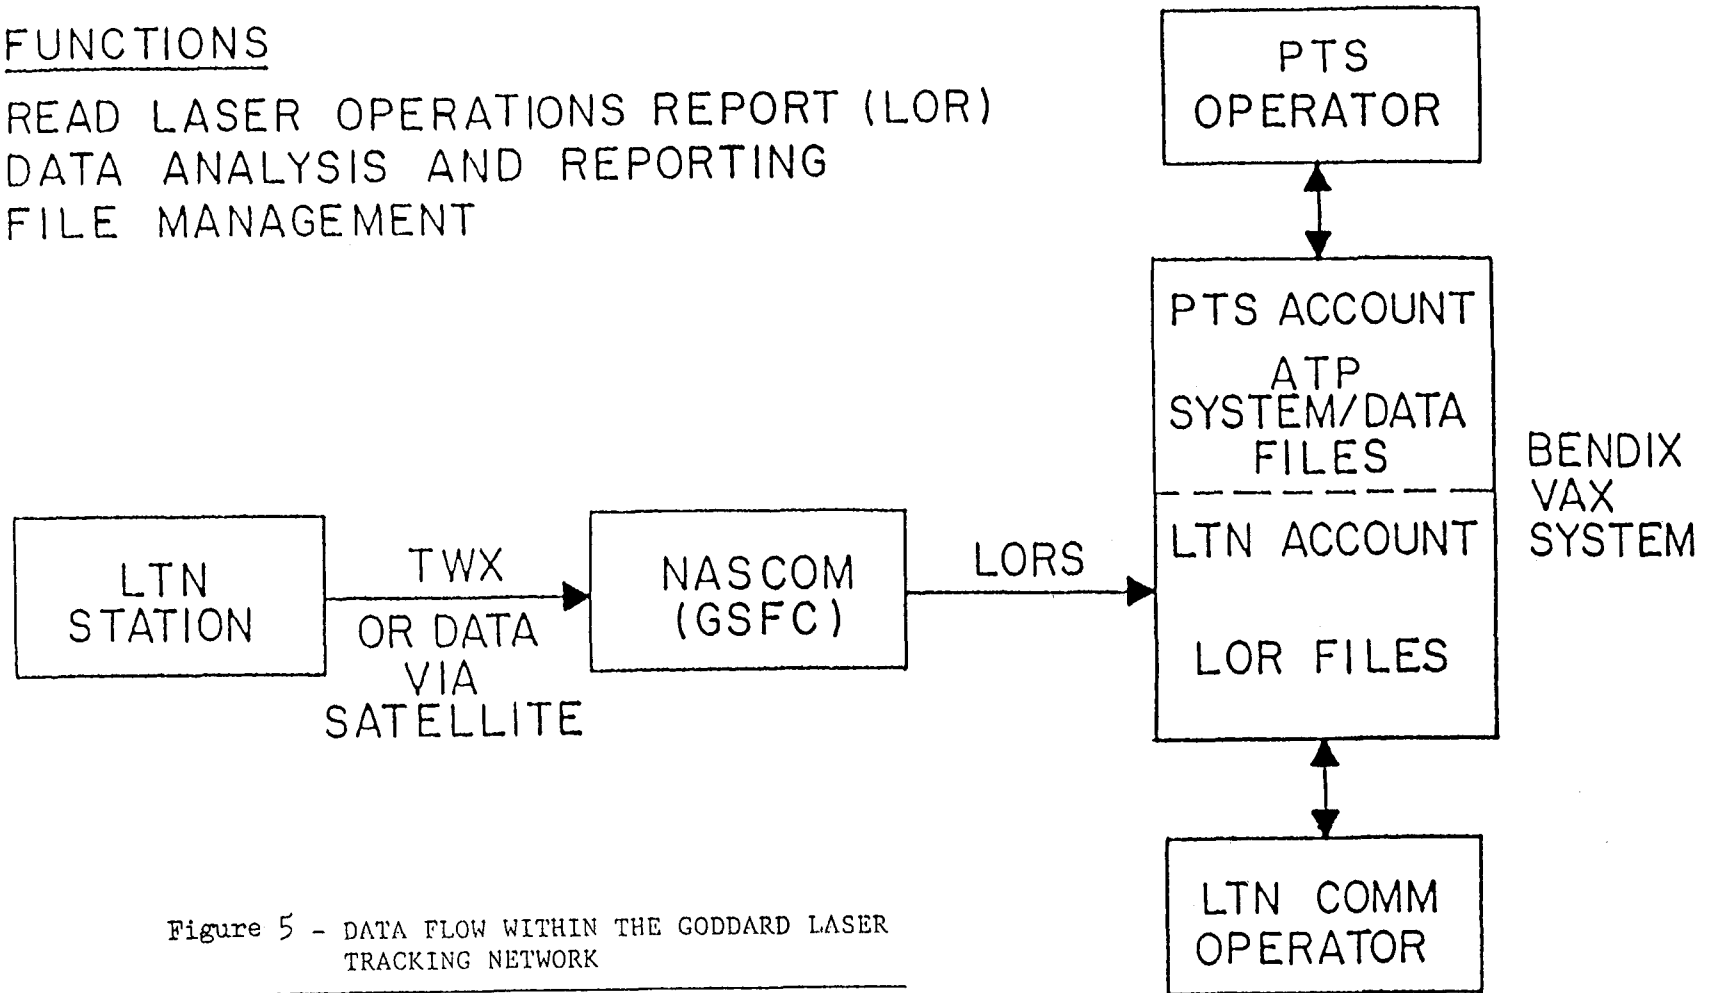 FUNCTIONS
READ LASER OPERATIONS REPORT (LOR)
DATA ANALYSIS AND REPORTING
FILE MANAGEMENT
PTS
OPERATOR
PTS ACCOUNT
ATP
SYSTEM/DATA
FILES
LTN ACCOUNT
LOR FILES
BENDIX
VAX
SYSTEM
LTN
STATION
TWX
OR DATA
VIA
SATELLITE
NASCOM
(GSFC)
LORS
LTN COMM
OPERATOR
Figure 5 - DATA FLOW WITHIN THE GODDARD LASER
TRACKING NETWORK